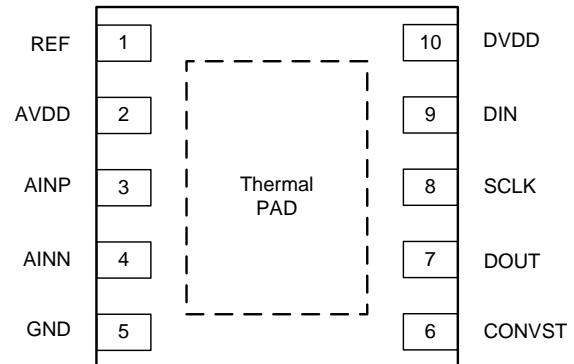 REF 1 10 DVDD
AVDD 2 9 DIN
AINP 3 Thermal PAD 8 SCLK
AINN 4 7 DOUT
GND 5 6 CONVST